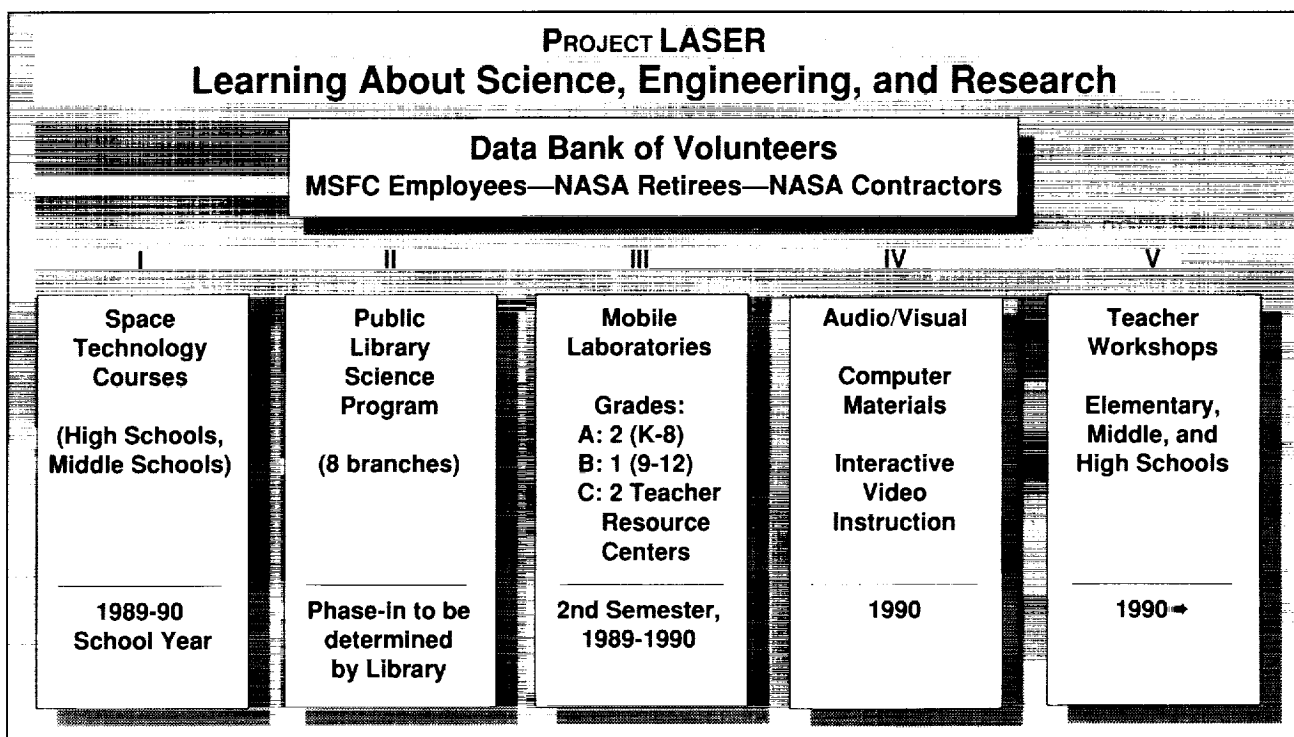 PROJECT LASER
Learning About Science, Engineering, and Research
Data Bank of Volunteers
MSFC Employees—NASA Retirees—NASA Contractors
I
Space
Technology
Courses
(High Schools,
Middle Schools)
1989-90
School Year
II
Public
Library
Science
Program
(8 branches)
Phase-in to be
determined
by Library
III
Mobile
Laboratories
Grades:
A: 2 (K-8)
B: 1 (9-12)
C: 2 Teacher
Resource
Centers
2nd Semester,
1989-1990
IV
Audio/Visual
Computer
Materials
Interactive
Video
Instruction
1990
V
Teacher
Workshops
Elementary,
Middle, and
High Schools
1990➡